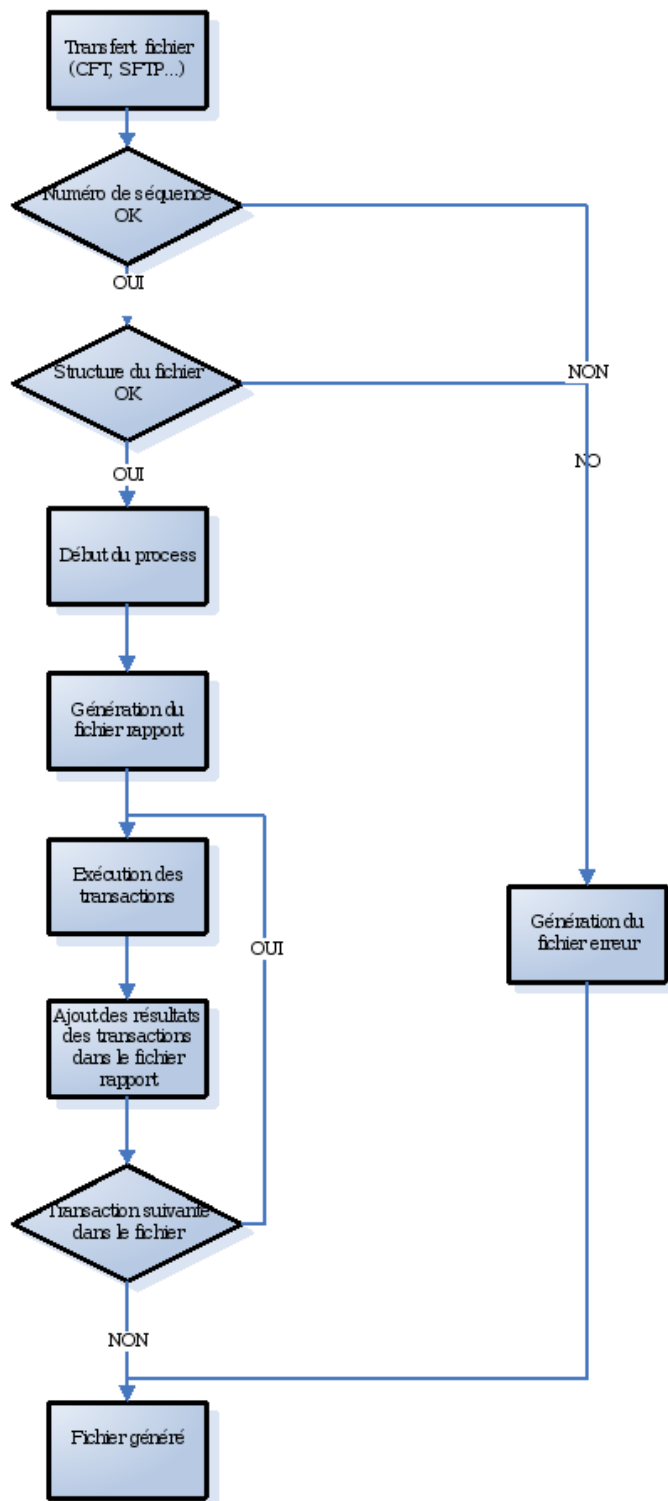 Transfert fichier
(CFT, SFTP...)
Numéro de séquence
OK
OUI
Structure du fichier
OK
NON
NO
OUI
Début du process
Génération du
fichier rapport
Exécution des
transactions
Génération du
fichier erreur
OUI
Ajout des résultats
des transactions
dans le fichier
rapport
Transaction suivante
dans le fichier
NON
Fichier généré